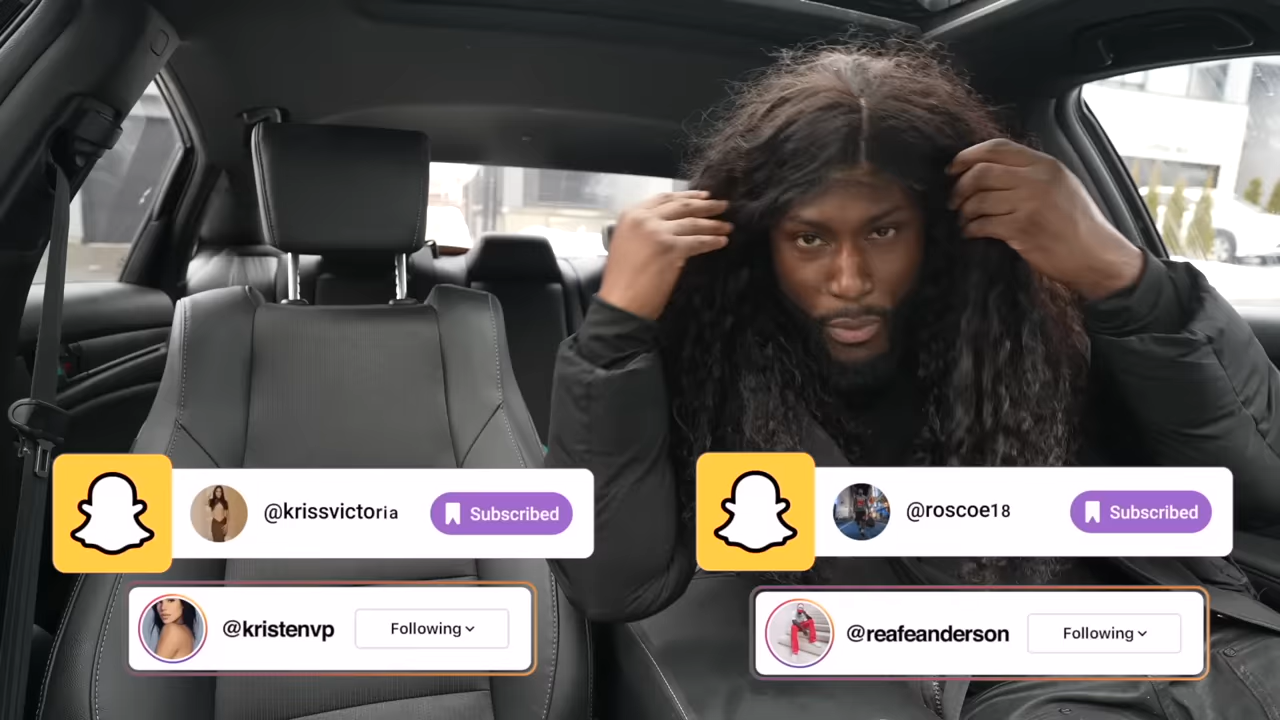 @krissvictoria
Subscribed
@roscoe18
Subscribed
@kristenvp
Following
@reafeanderson
Following